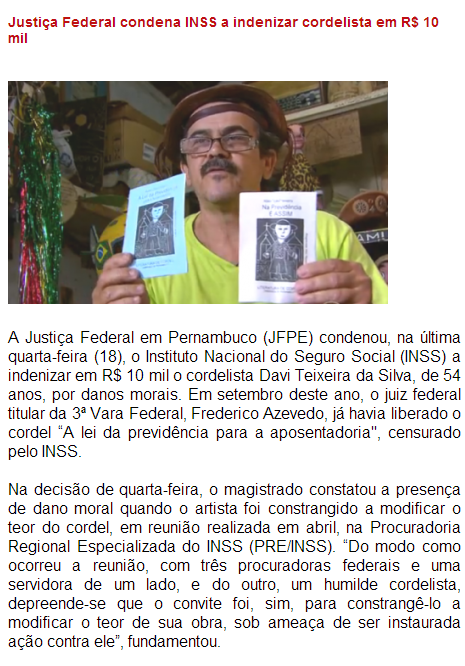 Justiça Federal condena INSS a indenizar cordelista em R$ 10
mil
Na Previdência
É ASSIM
A Justiça Federal em Pernambuco (JFPE) condenou, na última
quarta-feira (18), o Instituto Nacional do Seguro Social (INSS) a
indenizar em R$ 10 mil o cordelista Davi Teixeira da Silva, de 54
anos, por danos morais. Em setembro deste ano, o juiz federal
titular da 3ª Vara Federal, Frederico Azevedo, já havia liberado o
cordel “A lei da previdência para a aposentadoria", censurado
pelo INSS.
Na decisão de quarta-feira, o magistrado constatou a presença
de dano moral quando o artista foi constrangido a modificar o
teor do cordel, em reunião realizada em abril, na Procuradoria
Regional Especializada do INSS (PRE/INSS). “Do modo como
ocorreu a reunião, com três procuradoras federais e uma
servidora de um lado, e do outro, um humilde cordelista,
depreende-se que o convite foi, sim, para constrangê-lo a
modificar o teor de sua obra, sob ameaça de ser instaurada
ação contra ele”, fundamentou.